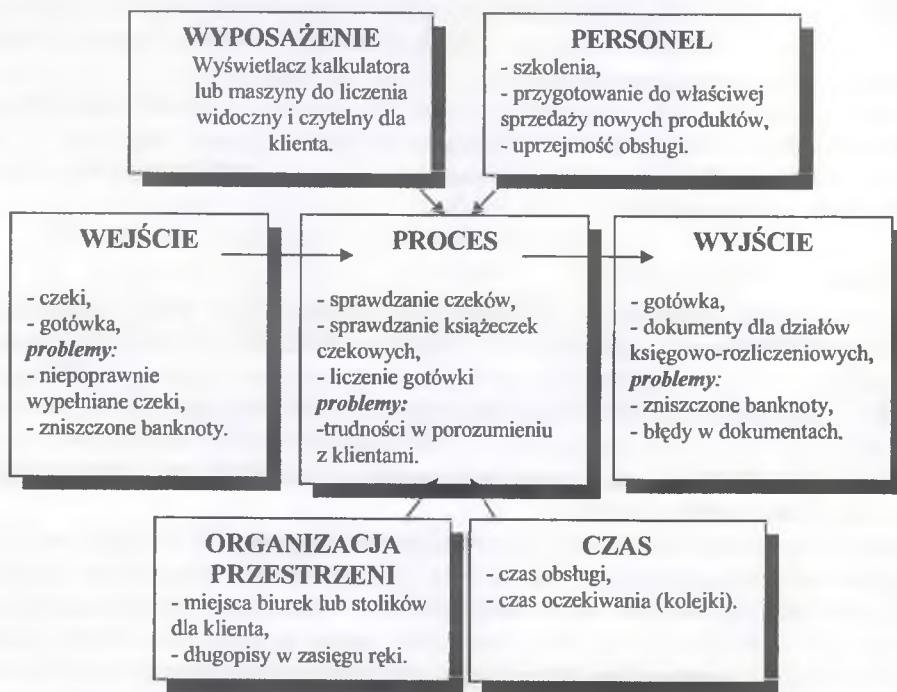 WYPOSAŻENIE
Wyświetlacz kalkulatora
lub maszyny do liczenia
widoczny i czytelny dla
klienta.
PERSONEL
- szkolenia,
- przygotowanie do właściwej
sprzedaży nowych produktów,
- uprzejmość obsługi.
WEJŚCIE
- czeki,
- gotówka,
problemy:
- niepoprawnie
wypełniane czeki,
- zniszczone banknoty.
PROCES
- sprawdzanie czeków,
- sprawdzanie książeczek
czekowych,
- liczenie gotówki
problemy:
-trudności w porozumieniu
z klientami.
WYJŚCIE
- gotówka,
- dokumenty dla działów
księgowo-rozliczeniowych,
problemy:
- zniszczone banknoty,
- błędy w dokumentach.
ORGANIZACJA
PRZESTRZENI
- miejsca biurek lub stolików
dla klienta,
- długopisy w zasięgu ręki.
CZAS
- czas obsługi,
- czas oczekiwania (kolejki).